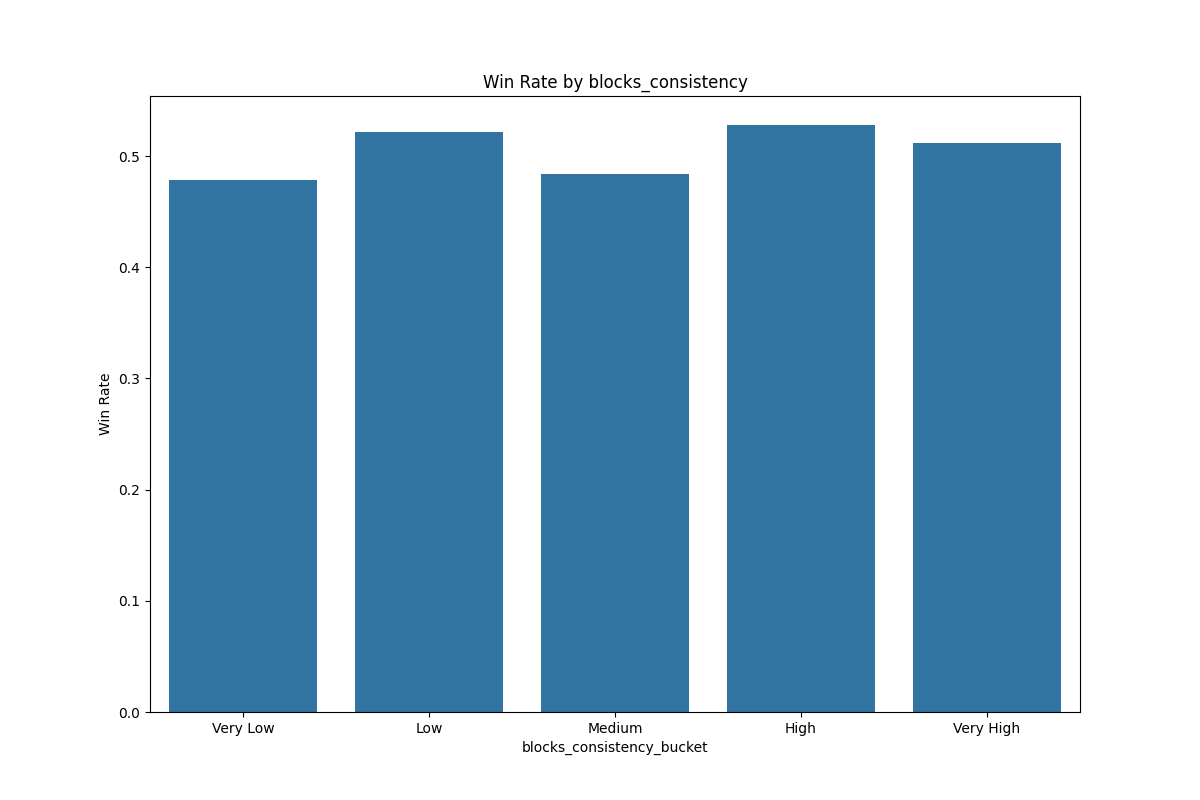 Win Rate by blocks_consistency
Win Rate
0.5
0.4
0.3
0.2
0.1
0.0
Very Low
Low
Medium
High
Very High
blocks_consistency_bucket